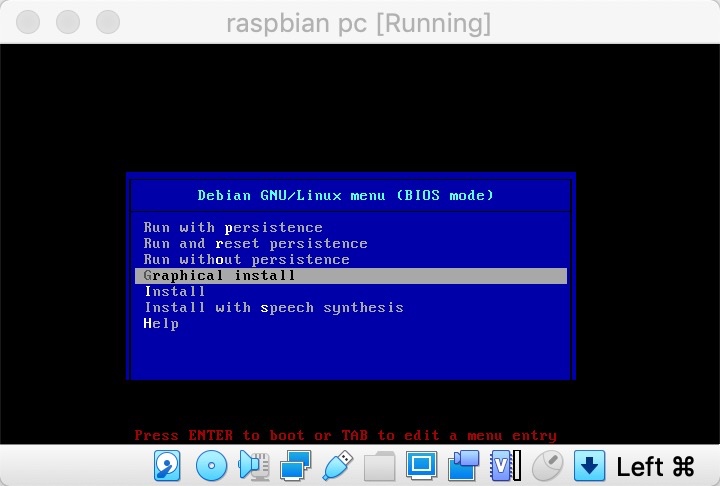 raspbian pc [Running]
Debian GNU/Linux menu (BIOS mode)
Run with persistence
Run and reset persistence
Run without persistence
Graphical install
Install
Install with speech synthesis
Help
Press ENTER to boot or TAB to edit a menu entry
V
Left ⌘